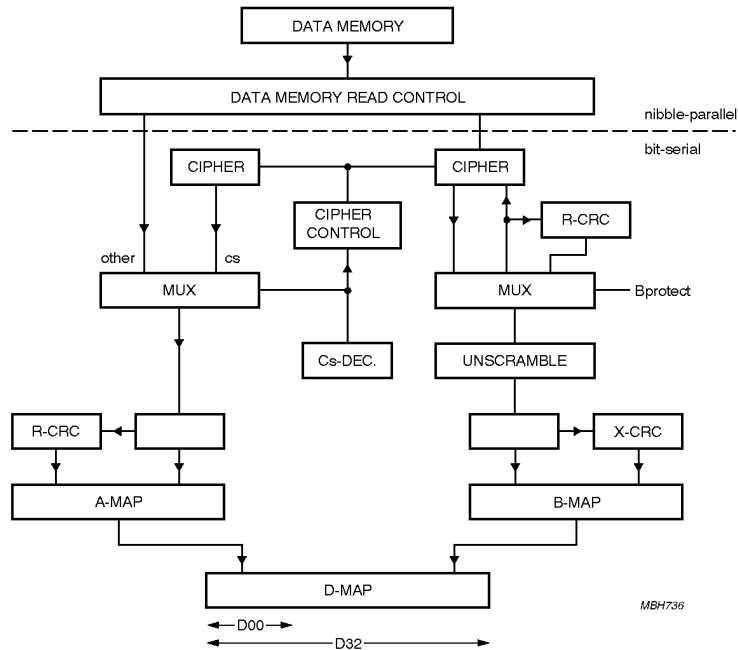 DATA MEMORY
DATA MEMORY READ CONTROL
nibble-parallel
bit-serial
CIPHER
CIPHER
CIPHER
CONTROL
R-CRC
other
cs
MUX
MUX
Bprotect
Cs-DEC.
UNSCRAMBLE
R-CRC
X-CRC
A-MAP
B-MAP
D-MAP
MBH736
D00
D32